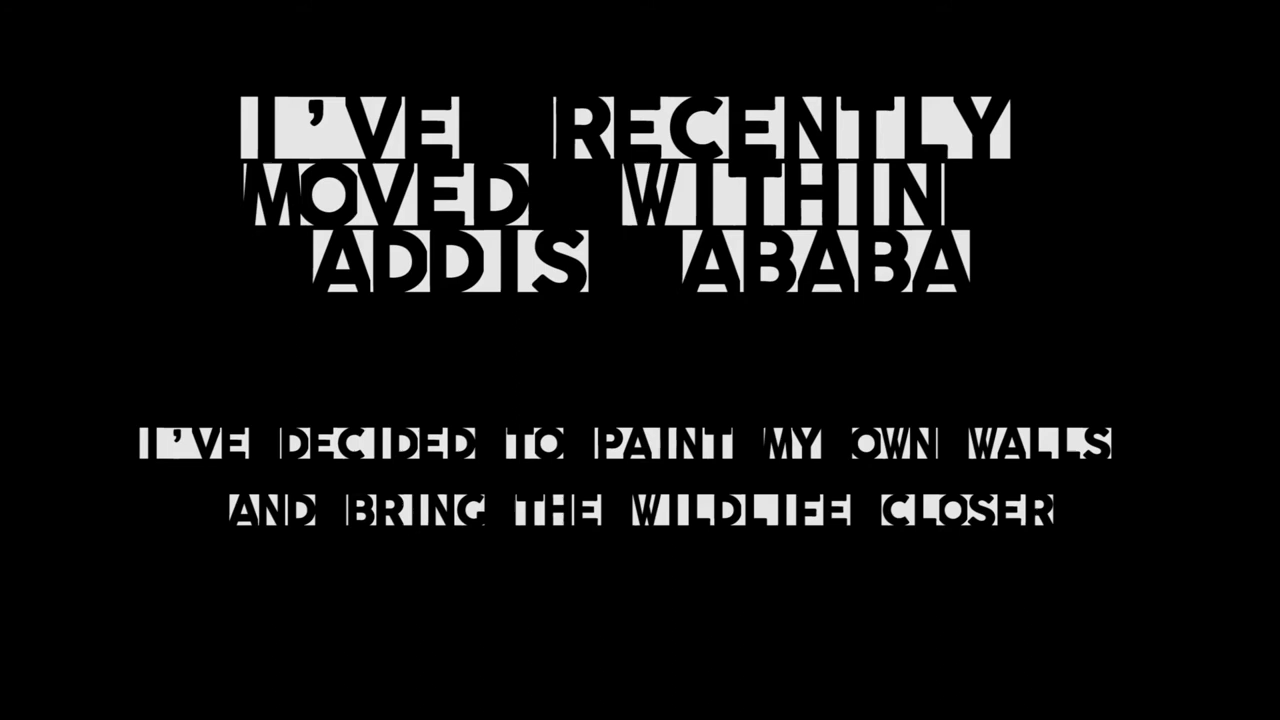 I'VE RECENTLY
MOVED WITHIN
ADDIS ABABA
I'VE DECIDED TO PAINT MY OWN WALLS
AND BRING THE WILDLIFE CLOSER